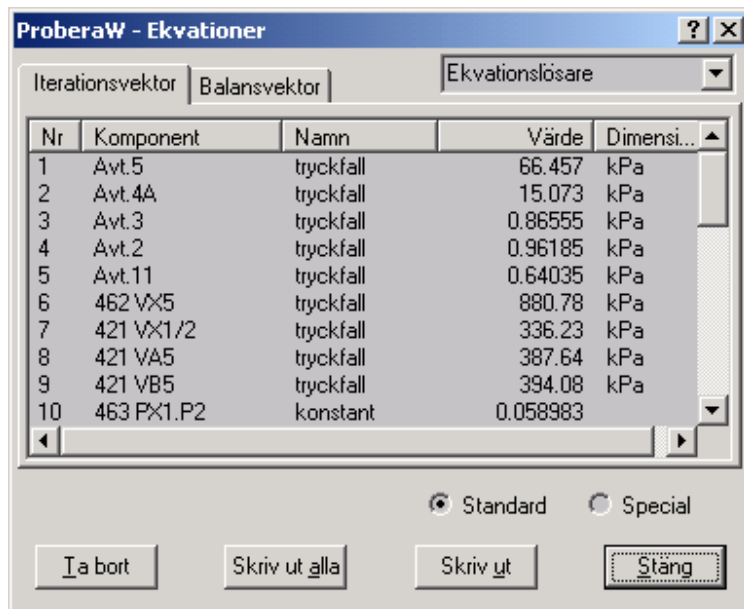 ProberaW - Ekvationer
Iterationsvektor Balansvektor Ekvationslösare
Nr Komponent Namn Värde Dimensi...
1 Avt.5 tryckfall 66.457 kPa
2 Avt.4A tryckfall 15.073 kPa
3 Avt.3 tryckfall 0.86555 kPa
4 Avt.2 tryckfall 0.96185 kPa
5 Avt.11 tryckfall 0.64035 kPa
6 462 VX5 tryckfall 880.78 kPa
7 421 VX1/2 tryckfall 336.23 kPa
8 421 VA5 tryckfall 387.64 kPa
9 421 VB5 tryckfall 394.08 kPa
10 463 PX1.P2 konstant 0.058983
Standard Special
Ta bort Skriv ut alla Skriv ut Stäng